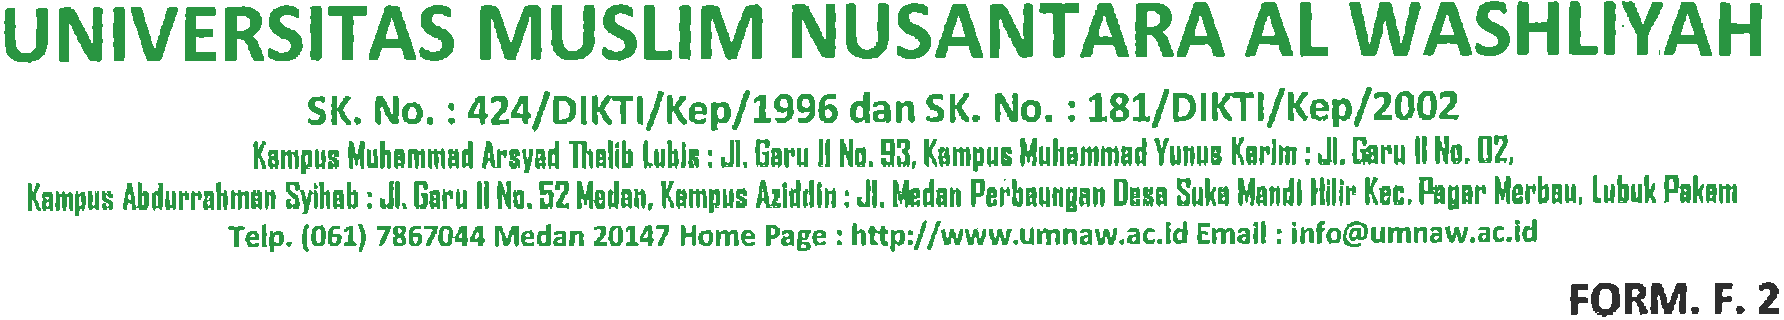 UNIVERSITAS MUSLIM NUSANTARA AL WASHLIYAH
SK. No. : 424/DIKTI/Kep/1996 dan SK. No. : 181/DIKTI/Kep/2002
Kampus Muhammad Arsyad Thalib Lubis : Jl. Garu II No. 93, Kampus Muhammad Yunus Karim : Jl. Garu II No. 02,
Kampus Abdurrahman Syihab : Jl. Garu II No. 52 Medan, Kampus Aziddin : Jl. Medan Perbaungan Desa Suka Mandi Hilir Kec. Pagar Merbau, Lubuk Pakam
Telp. (061) 7867044 Medan 20147 Home Page : http://www.umnaw.ac.id Email : info@umnaw.ac.id
FORM. F. 2